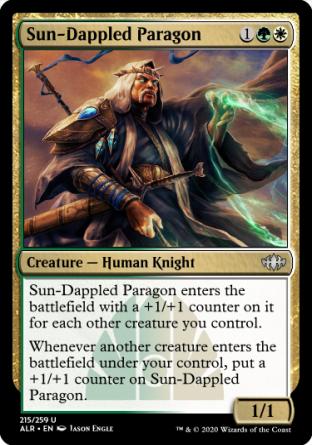 Sun-Dappled Paragon 1
Creature — Human Knight
Sun-Dappled Paragon enters the
battlefield with a +1/+1 counter on it
for each other creature you control.
Whenever another creature enters the
battlefield under your control, put a
+1/+1 counter on Sun-Dappled
Paragon.
1/1
215/259 U
ALR • EN Jason Engle
™ & © 2020 Wizards of the Coast